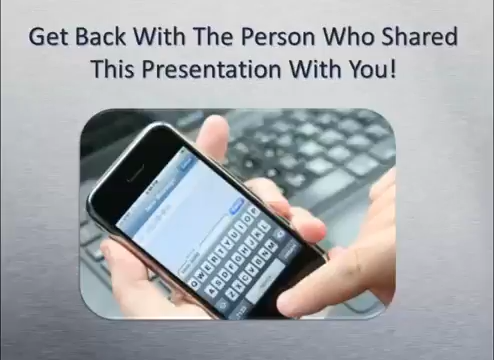 Get Back With The Person Who Shared
This Presentation With You!
Q W E R T Y U I O P
A S D F G H J K L
Z X C V B N M